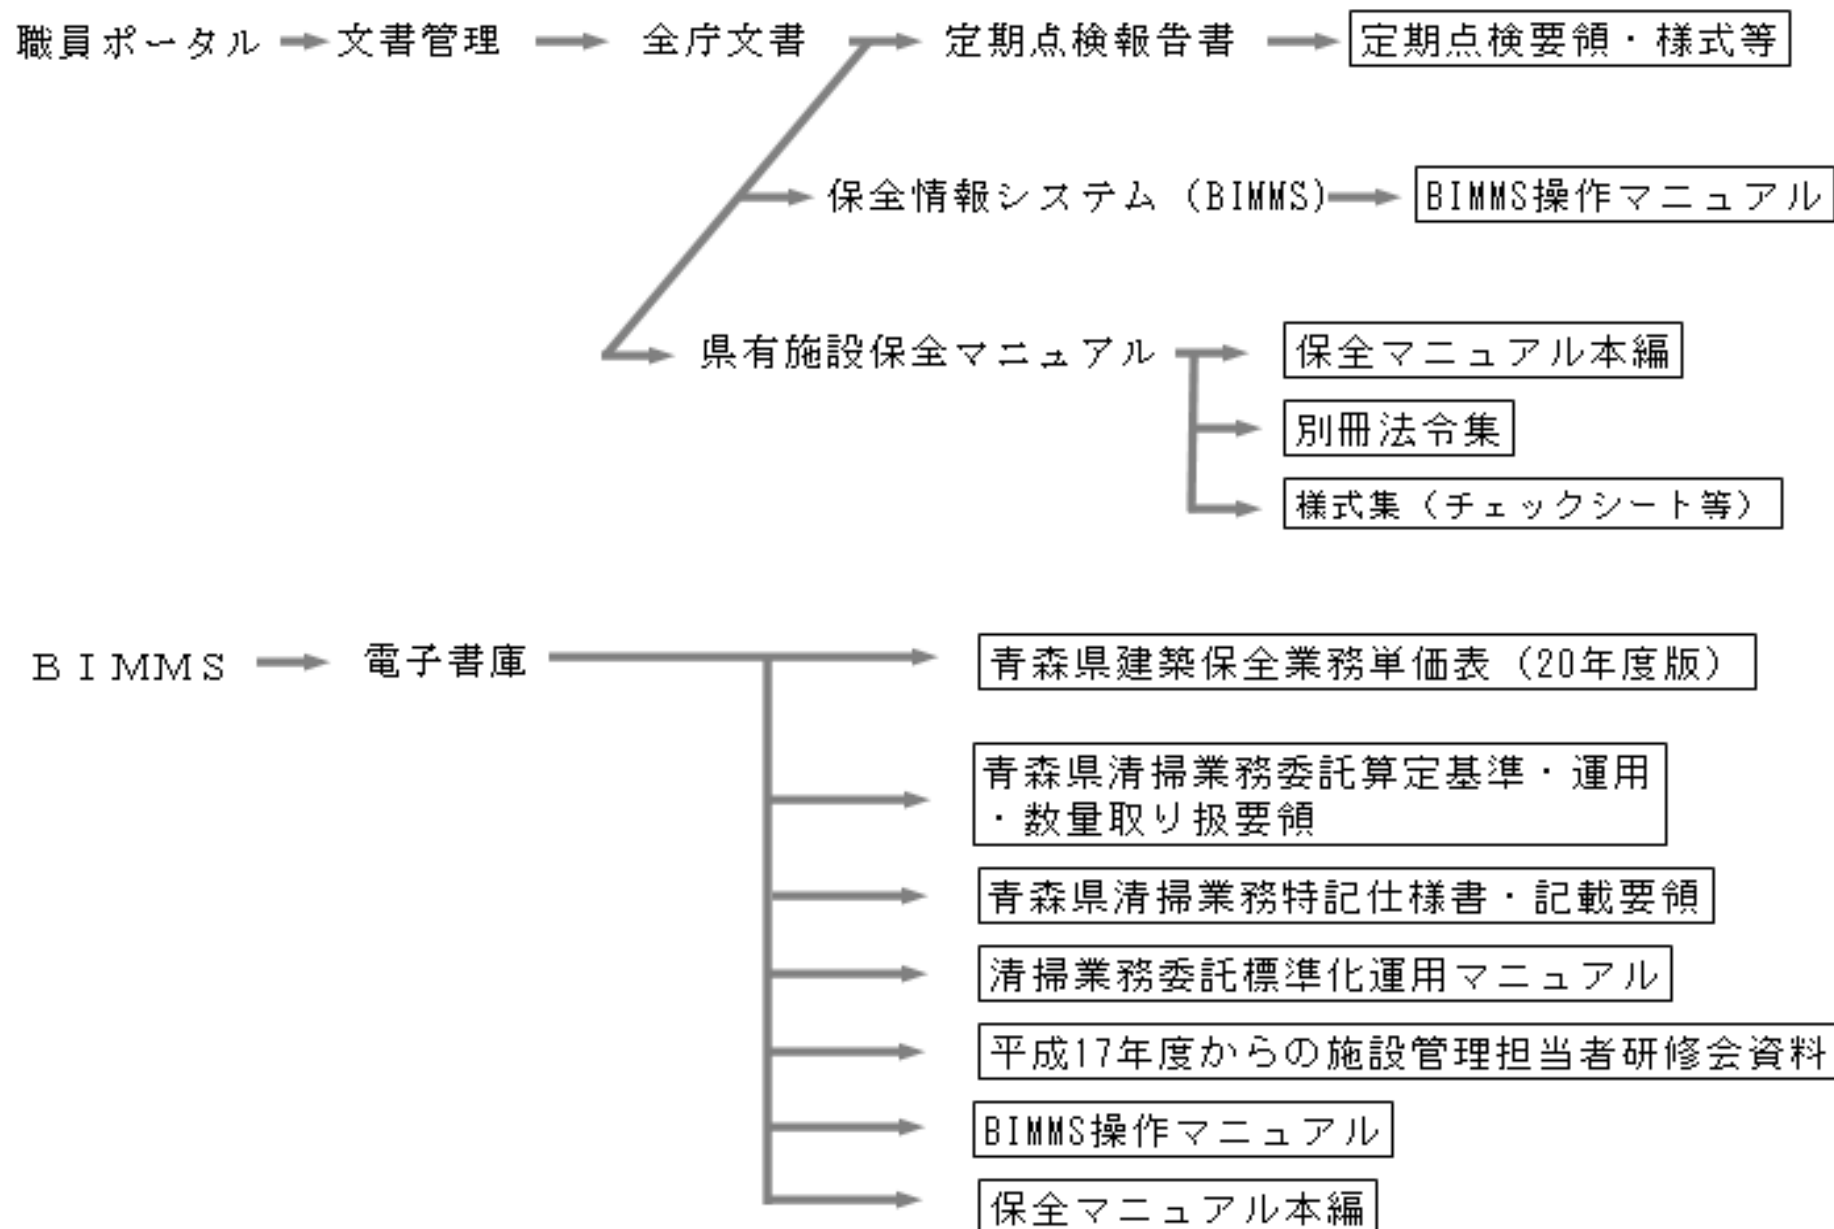 職員ポータル
文書管理
全庁文書
定期点検報告書
定期点検要領・様式等
保全情報システム（BIMMS)
BIMMS操作マニュアル
県有施設保全マニュアル
保全マニュアル本編
別冊法令集
様式集（チェックシート等）
ＢＩＭＭＳ
電子書庫
青森県建築保全業務単価表（20年度版）
青森県清掃業務委託算定基準・運用
・数量取り扱要領
青森県清掃業務特記仕様書・記載要領
清掃業務委託標準化運用マニュアル
平成17年度からの施設管理担当者研修会資料
BIMMS操作マニュアル
保全マニュアル本編